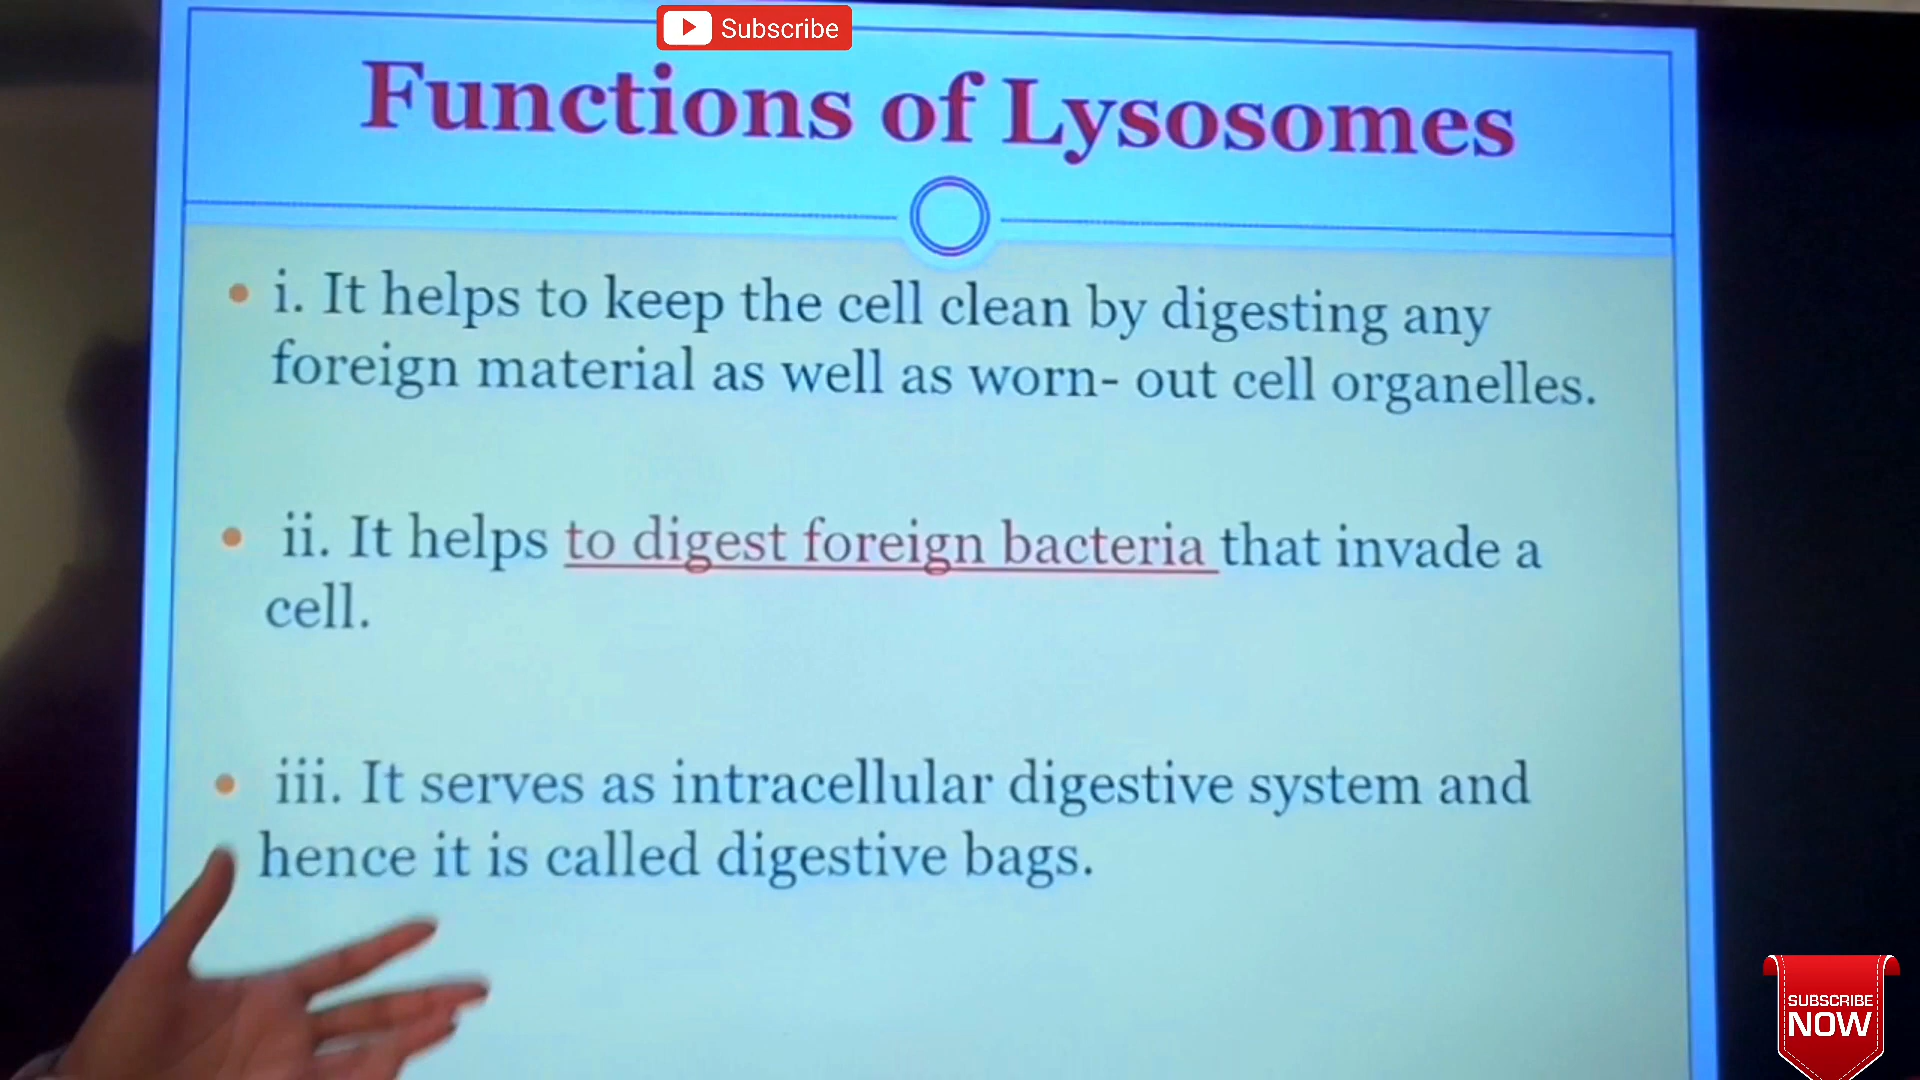 Subscribe
Functions of Lysosomes
• i. It helps to keep the cell clean by digesting any
foreign material as well as worn- out cell organelles.
• ii. It helps to digest foreign bacteria that invade a
cell.
• iii. It serves as intracellular digestive system and
hence it is called digestive bags.
SUBSCRIBE
NOW